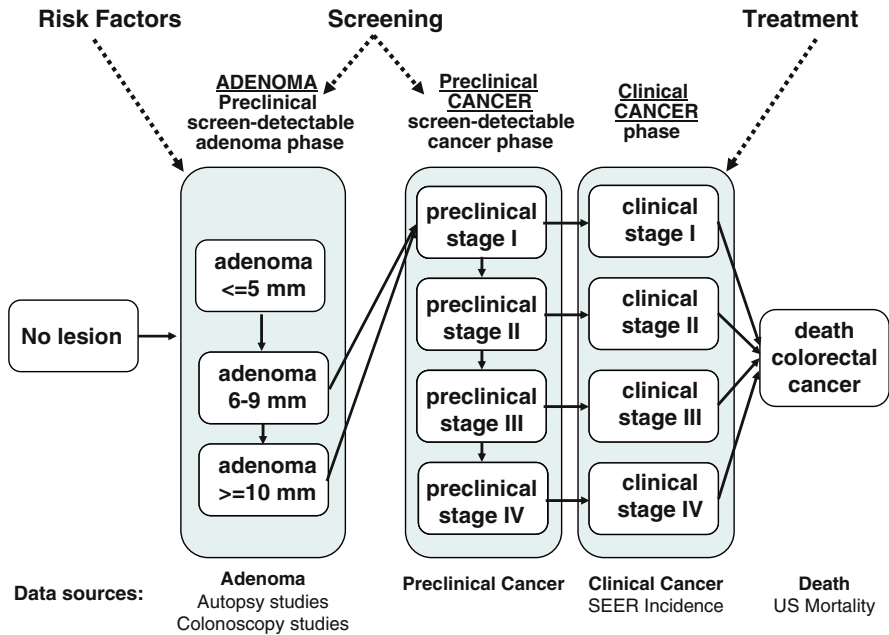 Risk Factors
Screening
Treatment
ADENOMA
Preclinical
screen-detectable
adenoma phase
Preclinical
CANCER
screen-detectable
cancer phase
Clinical
CANCER
phase
No lesion
adenoma
<=5 mm
adenoma
6-9 mm
adenoma
>=10 mm
preclinical
stage I
preclinical
stage II
preclinical
stage III
preclinical
stage IV
clinical
stage I
clinical
stage II
clinical
stage III
clinical
stage IV
death
colorectal
cancer
Data sources:
Adenoma
Autopsy studies
Colonoscopy studies
Preclinical Cancer
Clinical Cancer
SEER Incidence
Death
US Mortality